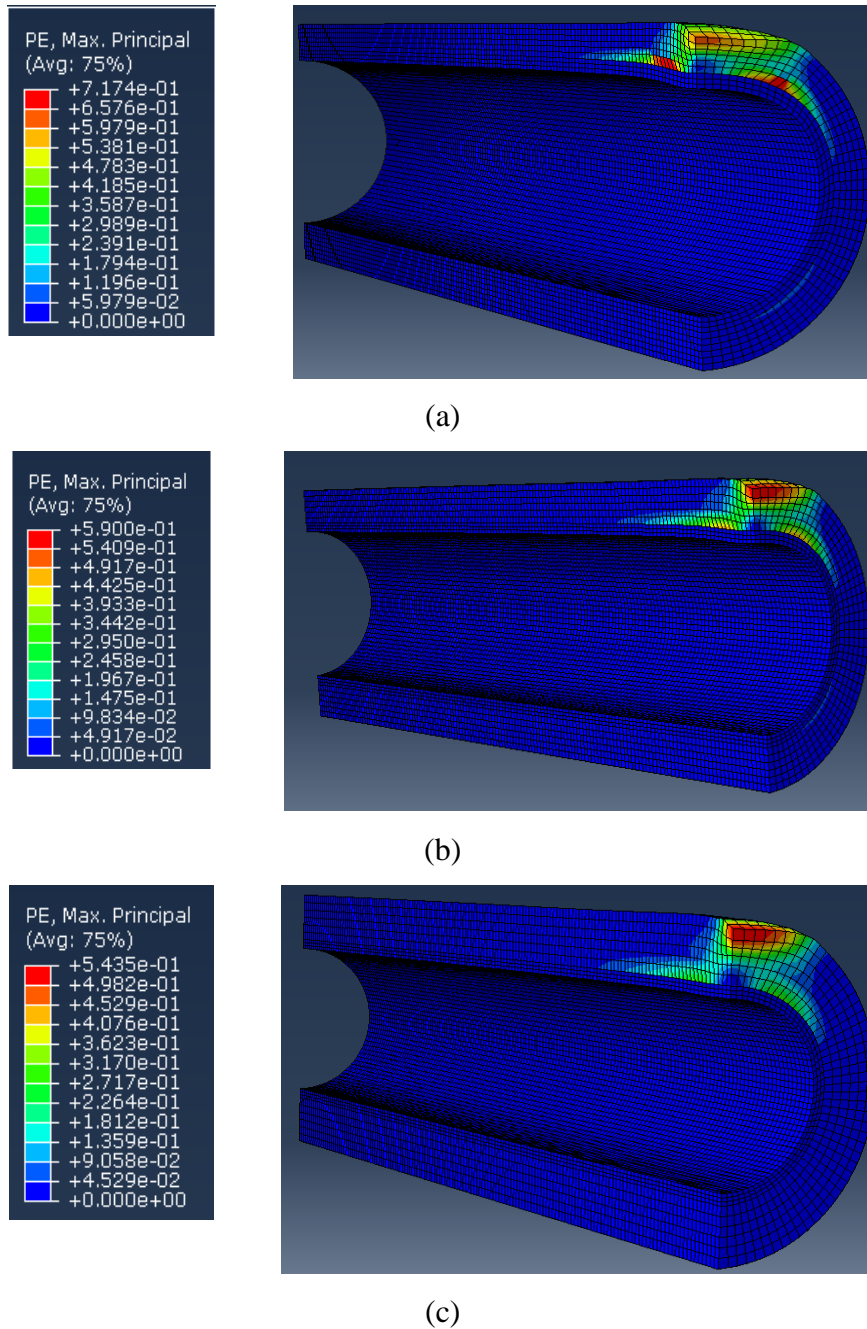 PE, Max. Principal
(Avg: 75%)
+7.174e-01
+6.576e-01
+5.979e-01
+5.381e-01
+4.783e-01
+4.185e-01
+3.587e-01
+2.989e-01
+2.391e-01
+1.794e-01
+1.196e-01
+5.979e-02
+0.000e+00
(a)
PE, Max. Principal
(Avg: 75%)
+5.900e-01
+5.409e-01
+4.917e-01
+4.425e-01
+3.933e-01
+3.442e-01
+2.950e-01
+2.458e-01
+1.967e-01
+1.475e-01
+9.834e-02
+4.917e-02
+0.000e+00
(b)
PE, Max. Principal
(Avg: 75%)
+5.435e-01
+4.982e-01
+4.529e-01
+4.076e-01
+3.623e-01
+3.170e-01
+2.717e-01
+2.264e-01
+1.812e-01
+1.359e-01
+9.058e-02
+4.529e-02
+0.000e+00
(c)